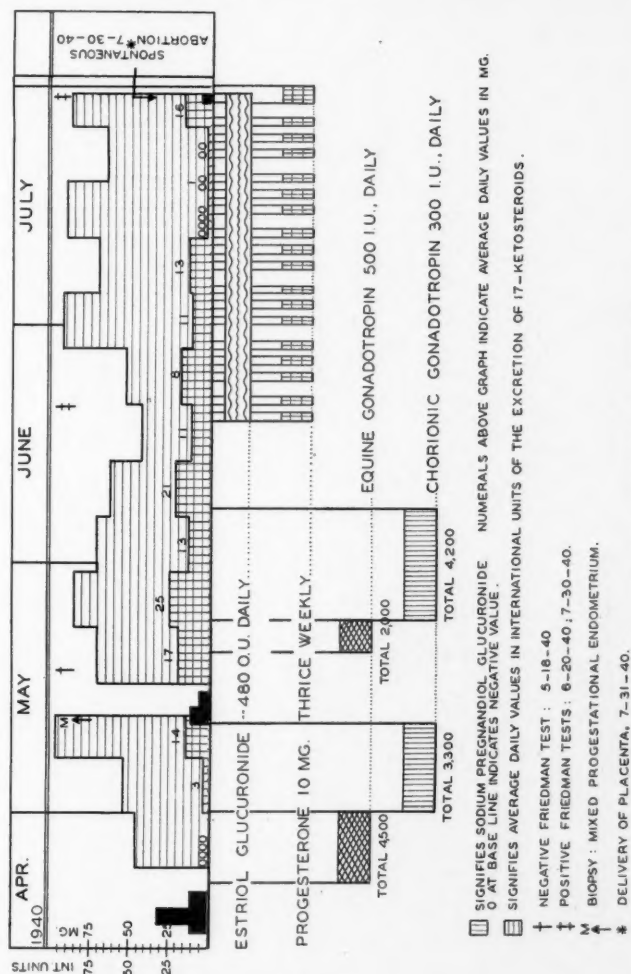 APR.
MAY
JUNE
JULY
1940
INT UNITS
MG
75
75
50
50
25
25
M
SPONTANEOUS
ABORTION*7-30-40
0000
3
14
17
25
13
21
11
8
11
13
0000
00
1
00
16
ESTRIOL GLUCURONIDE --480 O.U. DAILY.
PROGESTERONE 10 MG. THRICE WEEKLY.
EQUINE GONADOTROPIN 500 I.U., DAILY
TOTAL 4,500
TOTAL 2,000
CHORIONIC GONADOTROPIN 300 I.U., DAILY
TOTAL 3,300
TOTAL 4,200
SIGNIFIES SODIUM PREGNANDIOL GLUCURONIDE NUMERALS ABOVE GRAPH INDICATE AVERAGE DAILY VALUES IN MG.
O AT BASE LINE INDICATES NEGATIVE VALUE.
SIGNIFIES AVERAGE DAILY VALUES IN INTERNATIONAL UNITS OF THE EXCRETION OF 17-KETOSTEROIDS.
† NEGATIVE FRIEDMAN TEST: 5-18-40
‡ POSITIVE FRIEDMAN TESTS: 6-20-40; 7-30-40.
M BIOPSY: MIXED PROGESTATIONAL ENDOMETRIUM.
* DELIVERY OF PLACENTA, 7-31-40.